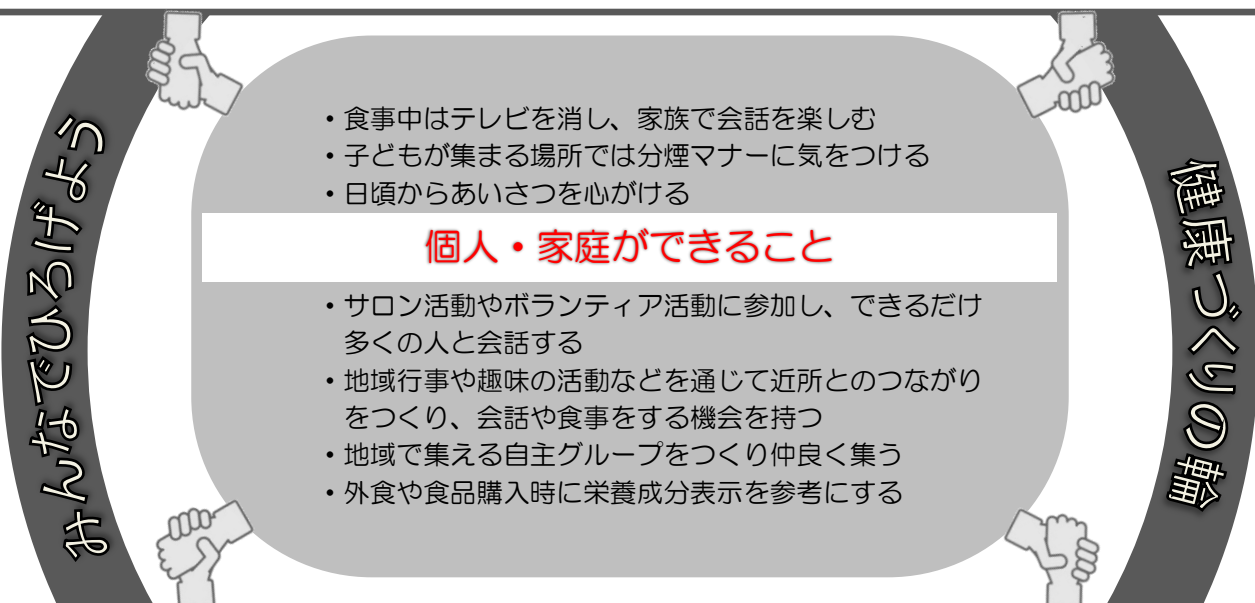 みんなでひろげよう
・食事中はテレビを消し、家族で会話を楽しむ
・子どもが集まる場所では分煙マナーに気をつける
・日頃からあいさつを心がける
個人・家庭ができること
・サロン活動やボランティア活動に参加し、できるだけ
多くの人と会話する
・地域行事や趣味の活動などを通じて近所とのつながり
をつくり、会話や食事をする機会を持つ
・地域で集える自主グループをつくり仲良く集う
・外食や食品購入時に栄養成分表示を参考にする
健康づくりの輪